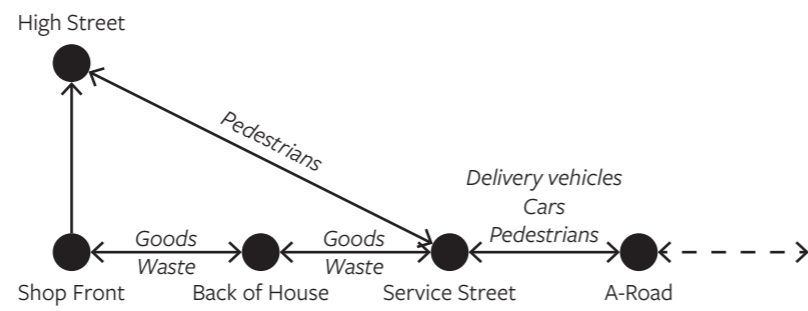 High Street
Pedestrians
Delivery vehicles
Cars
Pedestrians
Goods
Waste
Goods
Waste
Shop Front
Back of House
Service Street
A-Road